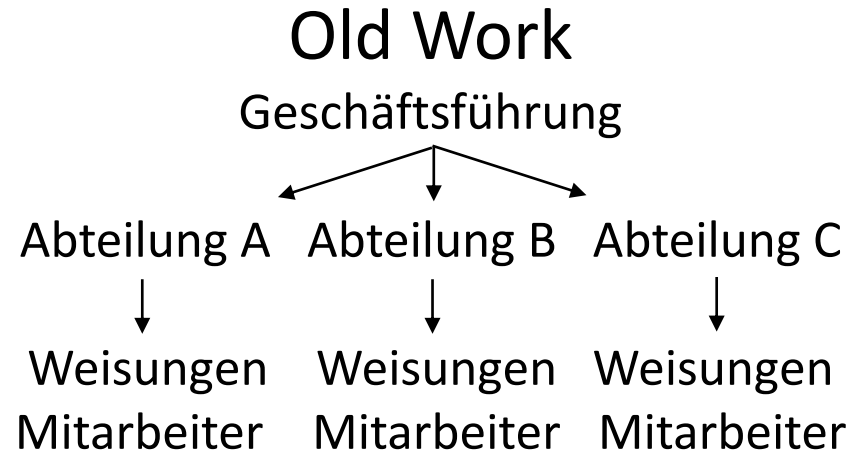 Old Work
Geschäftsführung
Abteilung A Abteilung B Abteilung C
Weisungen Weisungen Weisungen
Mitarbeiter Mitarbeiter Mitarbeiter